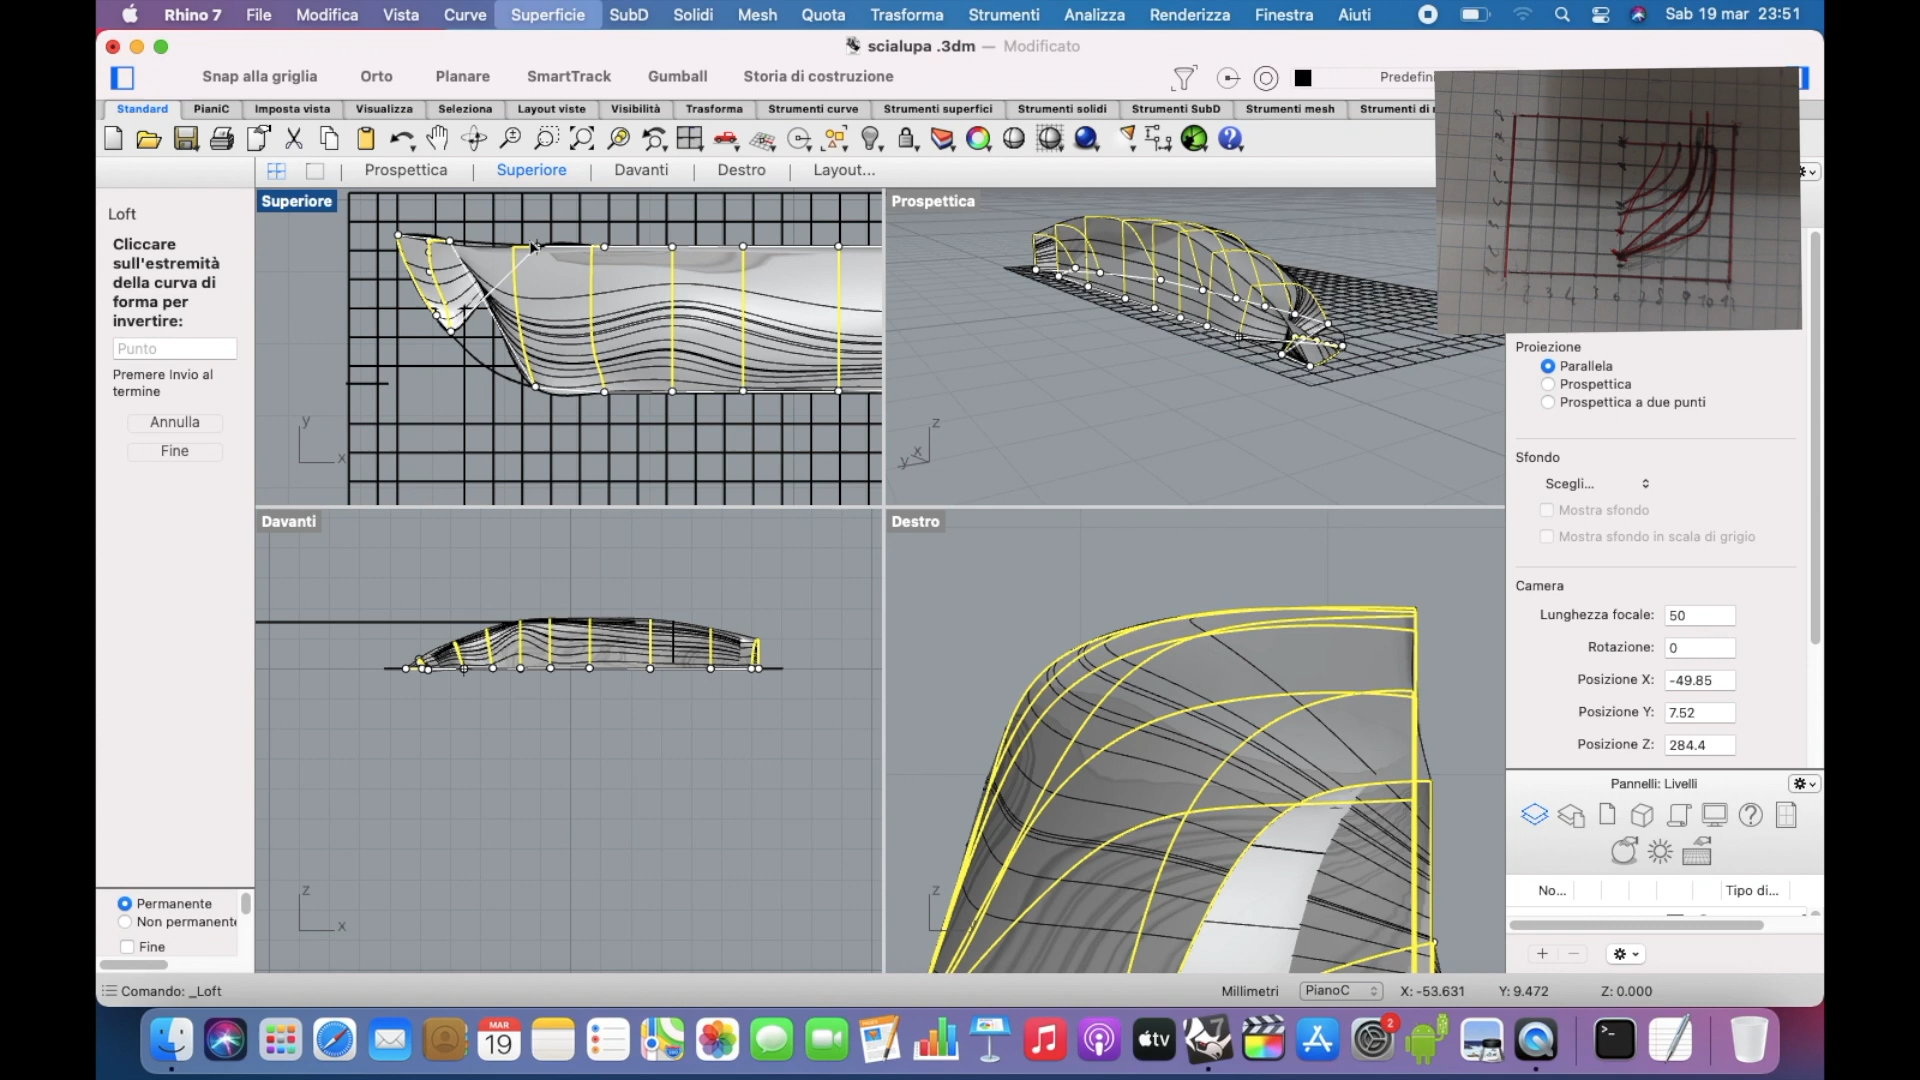 Rhino 7 File Modifica Vista Curve Superficie SubD Solidi Mesh Quota Trasforma Strumenti Analizza Renderizza Finestra Aiuti Sab 19 mar 23:51
scialupa .3dm — Modificato
Snap alla griglia Orto Planare SmartTrack Gumball Storia di costruzione
Standard PianiC Imposta vista Visualizza Seleziona Layout viste Visibilità Trasforma Strumenti curve Strumenti superfici Strumenti solidi Strumenti SubD Strumenti mesh Strumenti di
Prospettica Superiore Davanti Destro Layout...
Loft
Cliccare
sull'estremità
della curva di
forma per
invertire:
Punto
Premere Invio al
termine
Annulla
Fine
Permanente
Non permanente
Fine
Superiore
y
x
Prospettica
z
y x
Davanti
z
x
Destro
z
Proiezione
Parallela
Prospettica
Prospettica a due punti
Sfondo
Scegli...
Mostra sfondo
Mostra sfondo in scala di grigio
Camera
Lunghezza focale: 50
Rotazione: 0
Posizione X: -49.85
Posizione Y: 7.52
Posizione Z: 284.4
Pannelli: Livelli
No... Tipo di...
Comando: _Loft
Millimetri PianoC X: -53.631 Y: 9.472 Z: 0.000
MAR
19
tv
7
2